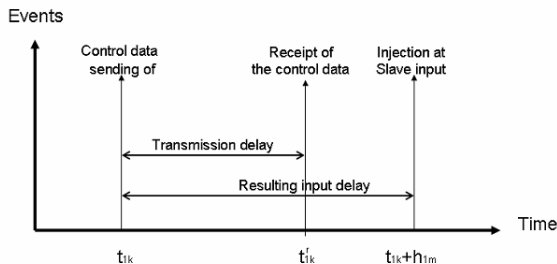 Events
Control data
sending of
Receipt of
the control data
Injection at
Slave input
Transmission delay
Resulting input delay
Time
t1k
t1k^r
t1k+h1m